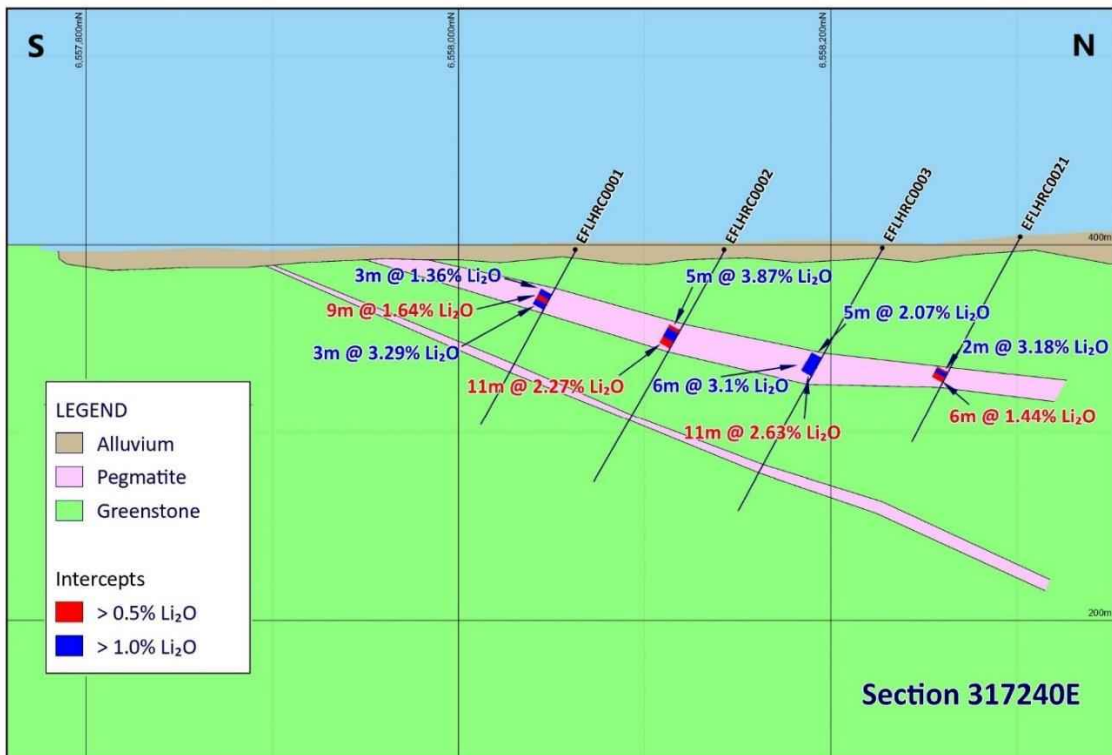 S
N
6,557,800mN
6,558,000mN
6,558,200mN
EFLHRC0001
EFLHRC0002
EFLHRC0003
EFLHRC0021
400m
3m @ 1.36% Li₂O
5m @ 3.87% Li₂O
9m @ 1.64% Li₂O
5m @ 2.07% Li₂O
3m @ 3.29% Li₂O
2m @ 3.18% Li₂O
11m @ 2.27% Li₂O
6m @ 3.1% Li₂O
11m @ 2.63% Li₂O
6m @ 1.44% Li₂O
LEGEND
Alluvium
Pegmatite
Greenstone
Intercepts
> 0.5% Li₂O
> 1.0% Li₂O
200m
Section 317240E